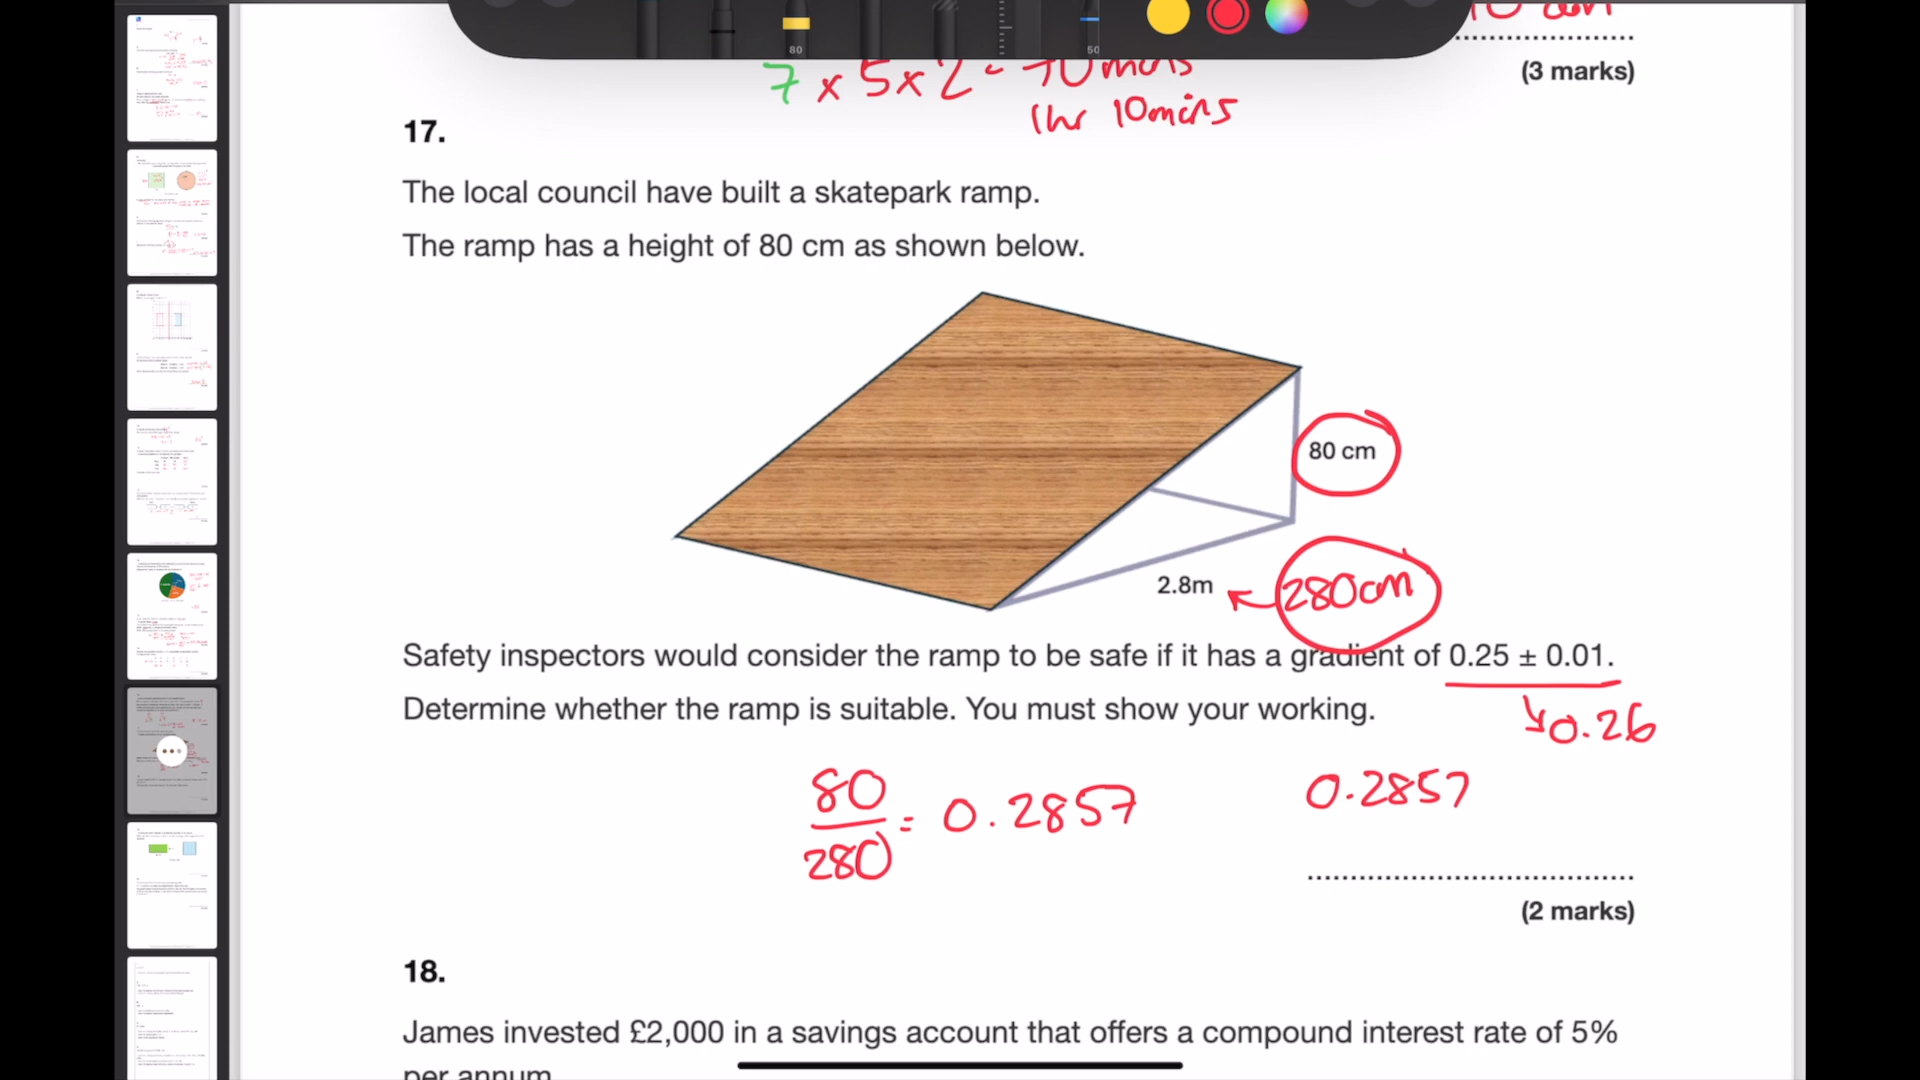 80
50
(3 marks)
7 x 5 x 2 = 70 mins
1hr 10mins
17.
The local council have built a skatepark ramp.
The ramp has a height of 80 cm as shown below.
80 cm
2.8m
280cm
Safety inspectors would consider the ramp to be safe if it has a gradient of 0.25 ± 0.01.
Determine whether the ramp is suitable. You must show your working.
0.26
80
280
= 0.2857
0.2857
(2 marks)
18.
James invested £2,000 in a savings account that offers a compound interest rate of 5%
per annum